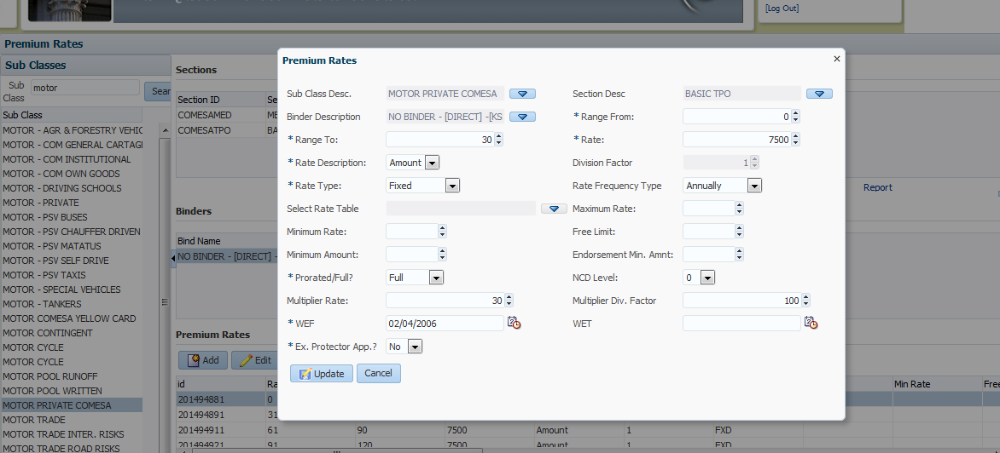 [Log Out]
Premium Rates
Sub Classes
Sub Class motor Sear
Sub Class
MOTOR - AGR & FORESTRY VEHIC
MOTOR - COM GENERAL CARTAG
MOTOR - COM INSTITUTIONAL
MOTOR - COM OWN GOODS
MOTOR - DRIVING SCHOOLS
MOTOR - PRIVATE
MOTOR - PSV BUSES
MOTOR - PSV CHAUFFER DRIVEN
MOTOR - PSV MATATUS
MOTOR - PSV SELF DRIVE
MOTOR - PSV TAXIS
MOTOR - SPECIAL VEHICLES
MOTOR - TANKERS
MOTOR COMESA YELLOW CARD
MOTOR CONTINGENT
MOTOR CYCLE
MOTOR CYCLE
MOTOR POOL RUNOFF
MOTOR POOL WRITTEN
MOTOR PRIVATE COMESA
MOTOR TRADE
MOTOR TRADE INTER. RISKS
MOTOR TRADE ROAD RISKS
Sections
Section ID Se
COMESAMED ME
COMESATPO BA
Report
Binders
Bind Name
NO BINDER - [DIRECT] -
Premium Rates
Add Edit
id Ra Min Rate Free
201494881 0
201494891 31
201494911 61 90 7500 Amount 1 FXD
201494921 91 120 7500 Amount 1 FXD
Premium Rates
Sub Class Desc. MOTOR PRIVATE COMESA Section Desc BASIC TPO
Binder Description NO BINDER - [DIRECT] -[KS * Range From: 0
* Range To: 30 * Rate: 7500
* Rate Description: Amount Division Factor 1
* Rate Type: Fixed Rate Frequency Type Annually
Select Rate Table Maximum Rate:
Minimum Rate: Free Limit:
Minimum Amount: Endorsement Min. Amnt:
* Prorated/Full? Full NCD Level: 0
Multiplier Rate: 30 Multiplier Div. Factor 100
* WEF 02/04/2006 WET
* Ex. Protector App.? No
Update Cancel